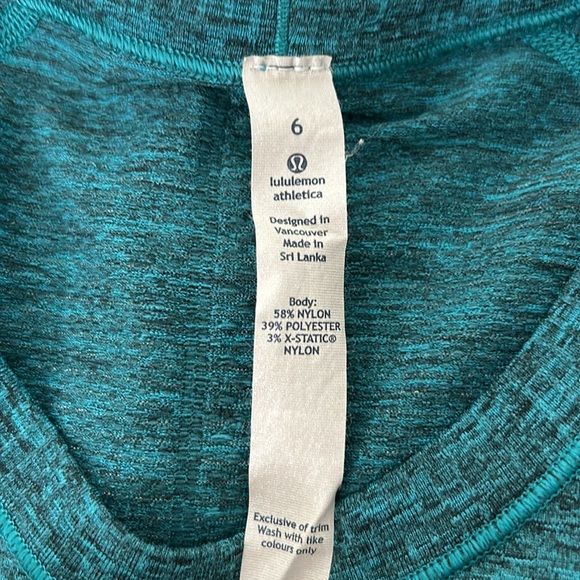 6
lululemon
athletica
Designed in
Vancouver
Made in
Sri Lanka
Body:
58% NYLON
39% POLYESTER
3% X-STATIC®
NYLON
Exclusive of trim
Wash with like
colours only